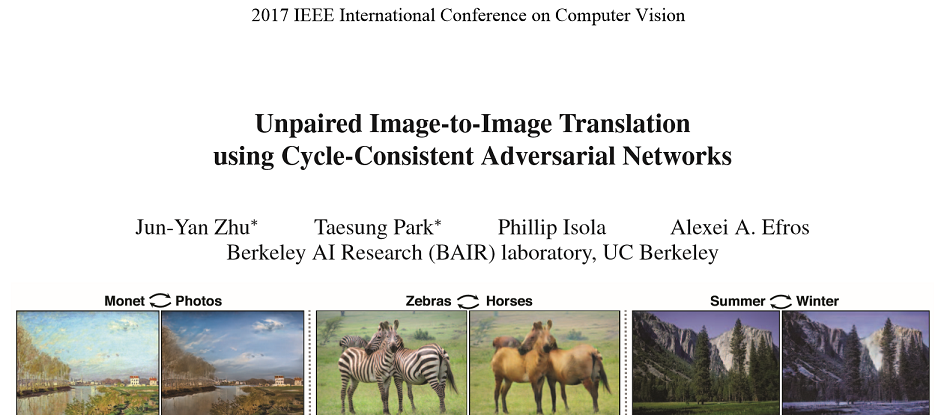 2017 IEEE International Conference on Computer Vision
Unpaired Image-to-Image Translation
using Cycle-Consistent Adversarial Networks
Jun-Yan Zhu* Taesung Park* Phillip Isola Alexei A. Efros
Berkeley AI Research (BAIR) laboratory, UC Berkeley
Monet Photos Zebras Horses Summer Winter